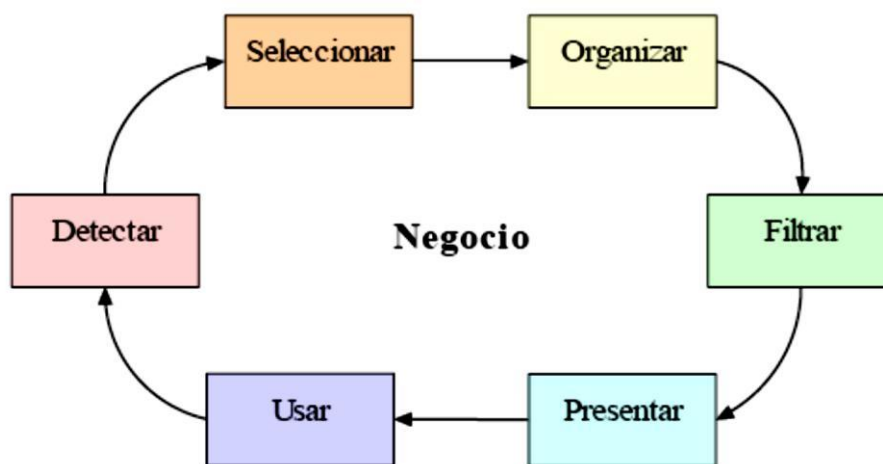 Seleccionar
Organizar
Detectar
Negocio
Filtrar
Usar
Presentar